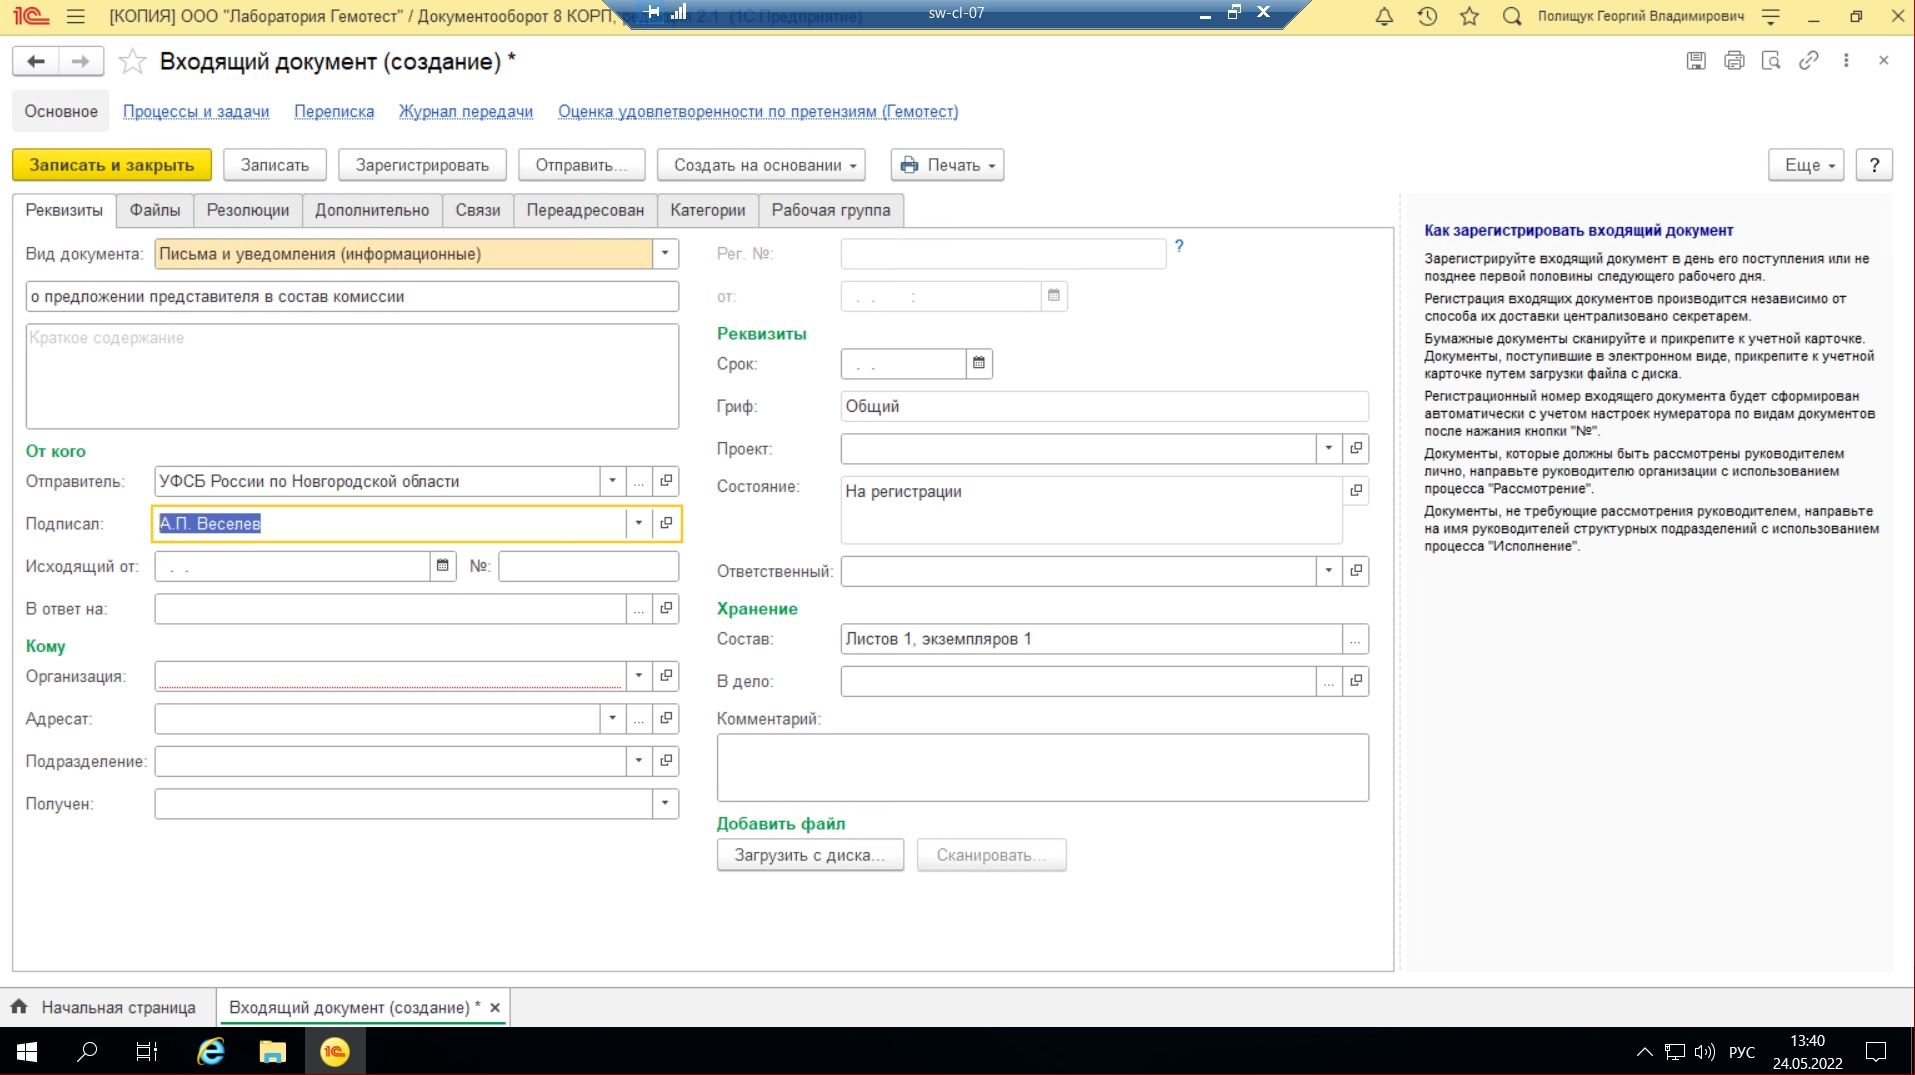 [КОПИЯ] ООО "Лаборатория Гемотест" / Документооборот 8 КОРП, редакция 2.1 (1С:Предприятие)
sw-cl-07
Полищук Георгий Владимирович
Входящий документ (создание) *
Основное Процессы и задачи Переписка Журнал передачи Оценка удовлетворенности по претензиям (Гемотест)
Записать и закрыть Записать Зарегистрировать Отправить... Создать на основании Печать Еще ?
Реквизиты Файлы Резолюции Дополнительно Связи Переадресован Категории Рабочая группа
Вид документа: Письма и уведомления (информационные)
о предложении представителя в состав комиссии
Краткое содержание
От кого
Отправитель: УФСБ России по Новгородской области ...
Подписал: А.П. Веселев
Исходящий от: . . №:
В ответ на: ...
Кому
Организация:
Адресат: ...
Подразделение:
Получен:
Рег. №: ?
от: . . :
Реквизиты
Срок: . .
Гриф: Общий
Проект:
Состояние: На регистрации
Ответственный:
Хранение
Состав: Листов 1, экземпляров 1 ...
В дело: ...
Комментарий:
Добавить файл
Загрузить с диска... Сканировать...
Как зарегистрировать входящий документ
Зарегистрируйте входящий документ в день его поступления или не
позднее первой половины следующего рабочего дня.
Регистрация входящих документов производится независимо от
способа их доставки централизовано секретарем.
Бумажные документы сканируйте и прикрепите к учетной карточке.
Документы, поступившие в электронном виде, прикрепите к учетной
карточке путем загрузки файла с диска.
Регистрационный номер входящего документа будет сформирован
автоматически с учетом настроек нумератора по видам документов
после нажания кнопки "№".
Документы, которые должны быть рассмотрены руководителем
лично, направьте руководителю организации с использованием
процесса "Рассмотрение".
Документы, не требующие рассмотрения руководителем, направьте
на имя руководителей структурных подразделений с использованием
процесса "Исполнение".
Начальная страница Входящий документ (создание) *
РУС
13:40
24.05.2022